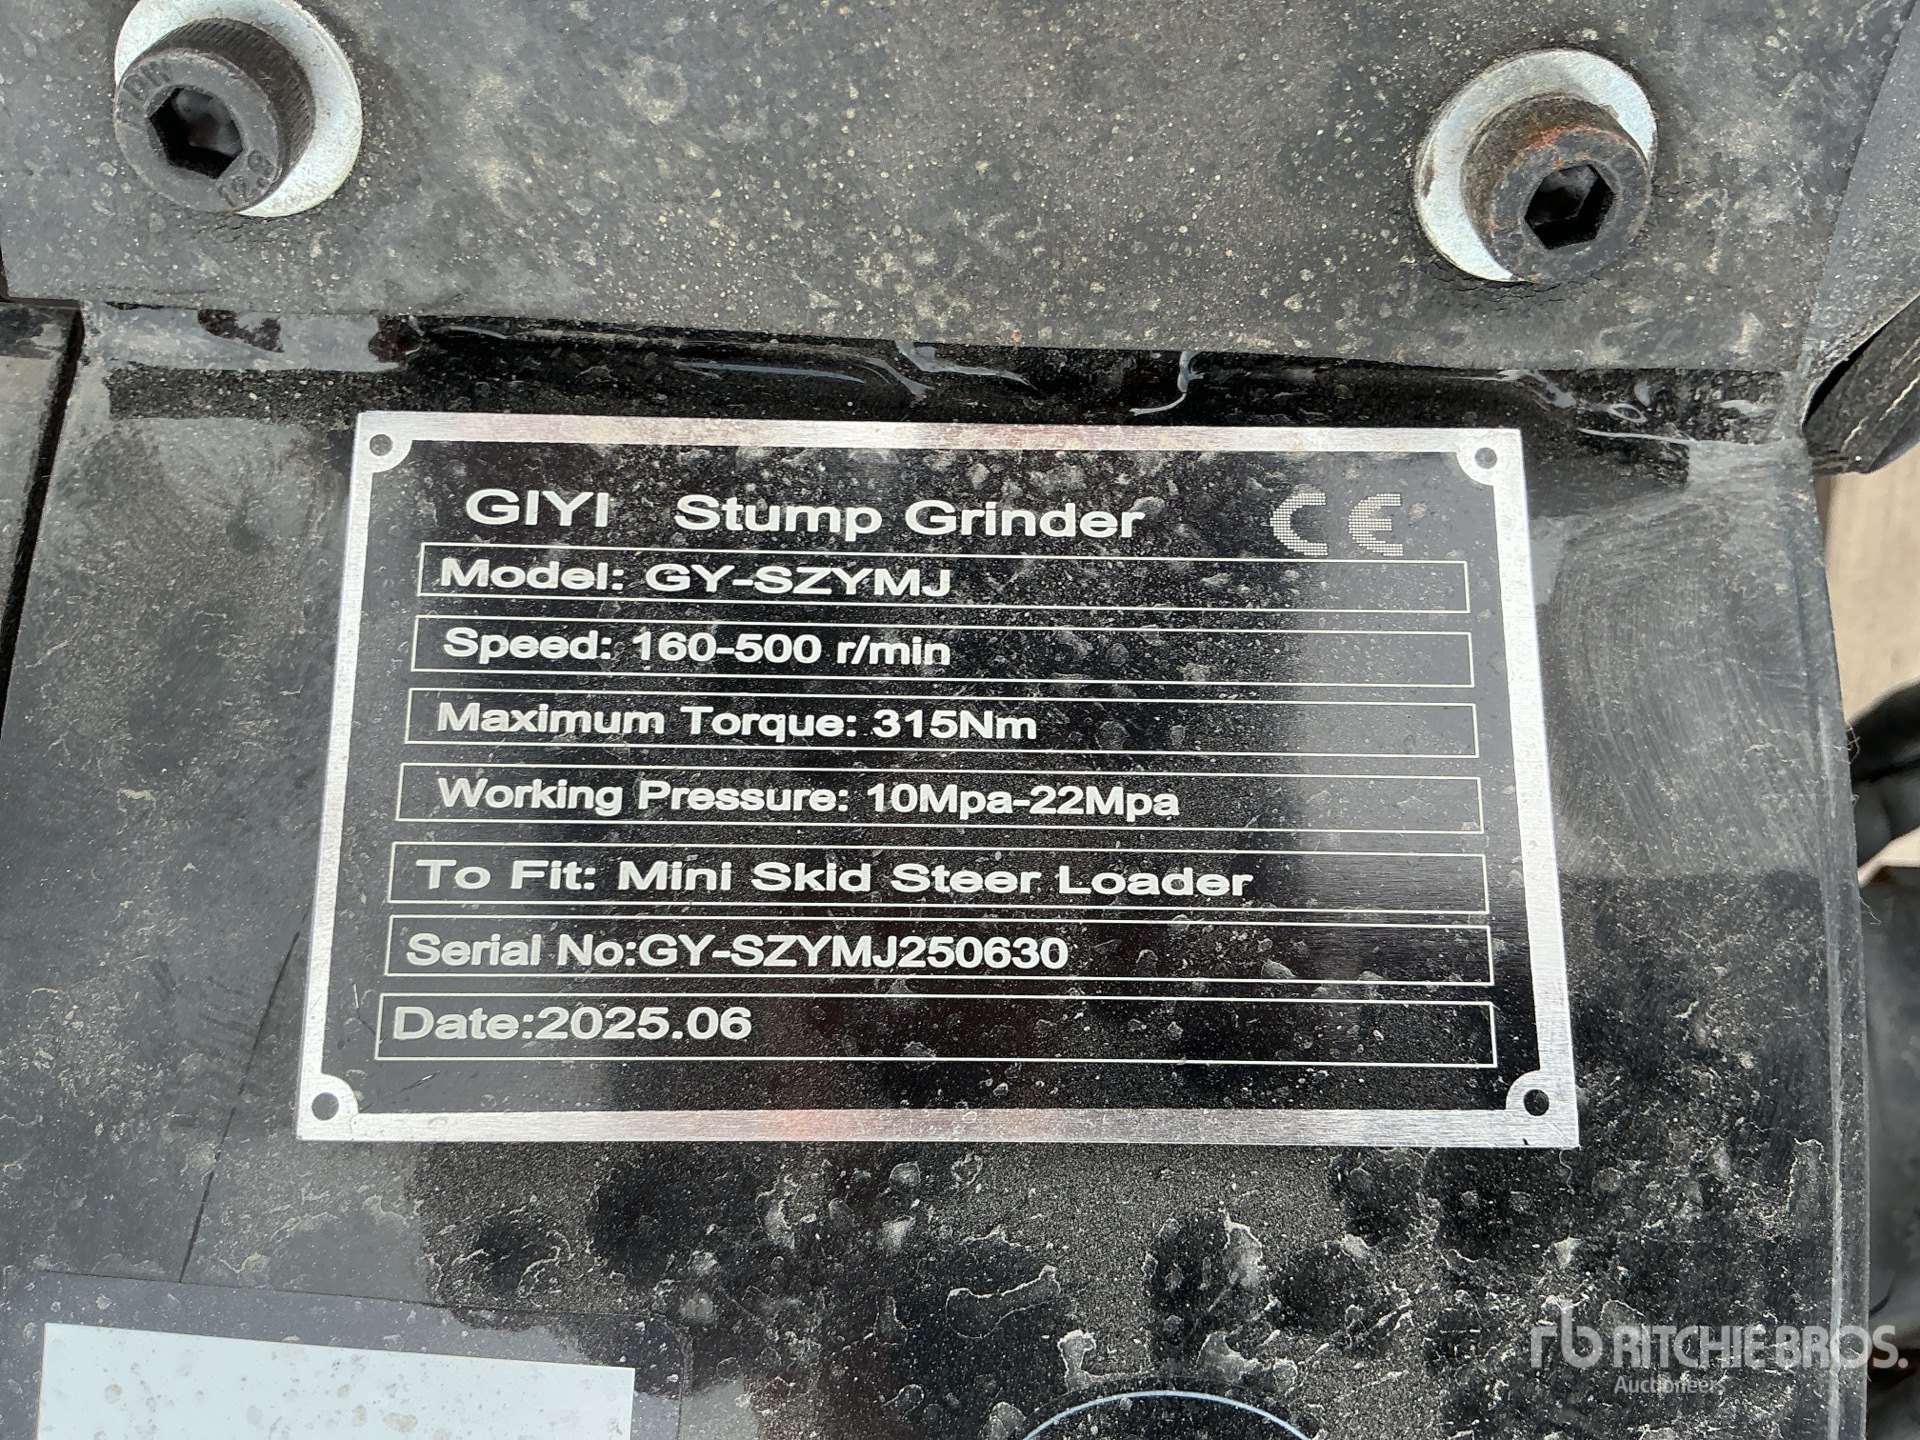 GIYI Stump Grinder CE
Model: GY-SZYMJ
Speed: 160-500 r/min
Maximum Torque: 315Nm
Working Pressure: 10Mpa-22Mpa
To Fit: Mini Skid Steer Loader
Serial No:GY-SZYMJ250630
Date:2025.06
rb RITCHIE BROS.
Auctioneers